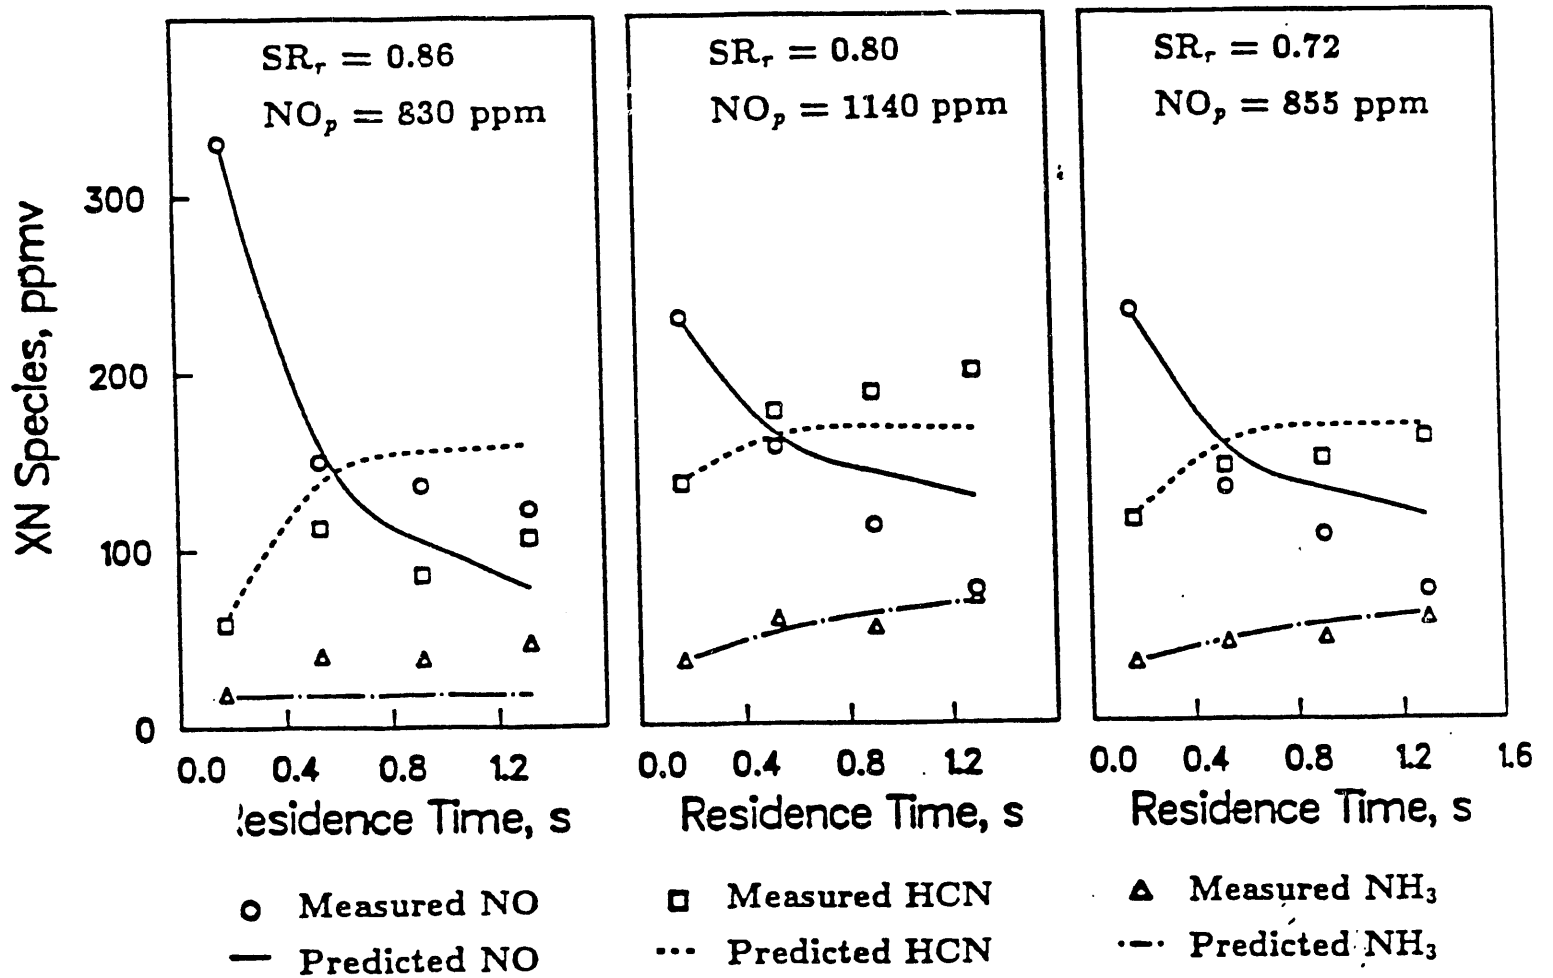 SRᵣ = 0.86
NOₚ = 830 ppm
SRᵣ = 0.80
NOₚ = 1140 ppm
SRᵣ = 0.72
NOₚ = 855 ppm
XN Species, ppmv
300
200
100
0
0.0 0.4 0.8 1.2
0.0 0.4 0.8 1.2
0.0 0.4 0.8 1.2 1.6
esidence Time, s
Residence Time, s
Residence Time, s
Measured NO
Predicted NO
Measured HCN
Predicted HCN
Measured NH₃
Predicted NH₃